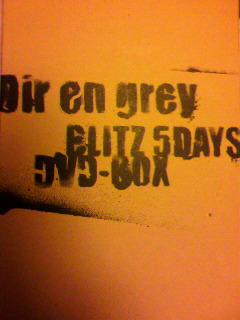 Dir en grey
BLITZ 5DAYS
DVD-BOX